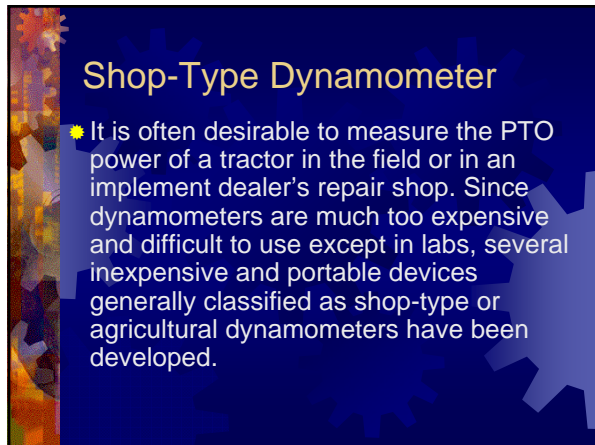 Shop-Type Dynamometer
It is often desirable to measure the PTO
power of a tractor in the field or in an
implement dealer's repair shop. Since
dynamometers are much too expensive
and difficult to use except in labs, several
inexpensive and portable devices
generally classified as shop-type or
agricultural dynamometers have been
developed.